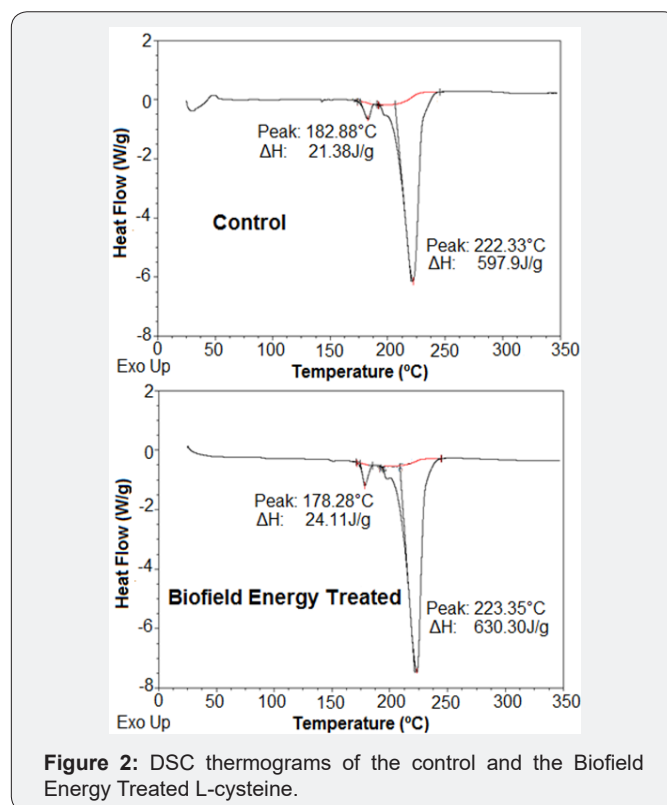 2
0
-2
-4
-6
-8
Heat Flow (W/g)
Peak: 182.88°C
ΔH: 21.38J/g
Control
Peak: 222.33°C
ΔH: 597.9J/g
0 50 100 150 200 250 300 350
Exo Up
Temperature (ºC)
2
0
-2
-4
-6
-8
Heat Flow (W/g)
Peak: 178.28°C
ΔH: 24.11J/g
Biofield Energy Treated
Peak: 223.35°C
ΔH: 630.30J/g
0 50 100 150 200 250 300 350
Exo Up
Temperature (ºC)
Figure 2: DSC thermograms of the control and the Biofield
Energy Treated L-cysteine.